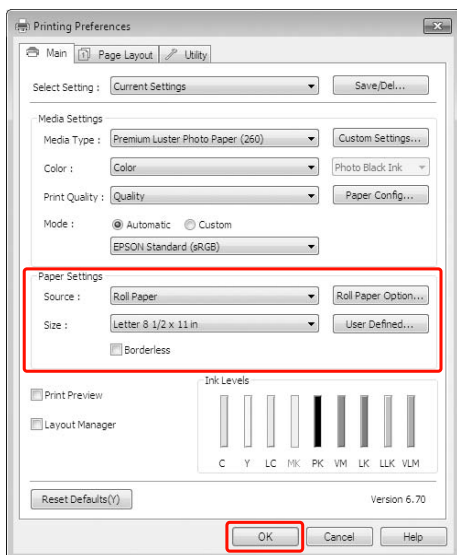 Printing Preferences
Main
Page Layout
Utility
Select Setting : Current Settings Save/Del...
Media Settings
Media Type : Premium Luster Photo Paper (260) Custom Settings...
Color : Color Photo Black Ink
Print Quality : Quality Paper Config...
Mode : Automatic Custom
EPSON Standard (sRGB)
Paper Settings
Source : Roll Paper Roll Paper Option...
Size : Letter 8 1/2 x 11 in User Defined...
Borderless
Print Preview
Layout Manager
Ink Levels
C Y LC MK PK VM LK LLK VLM
Reset Defaults(Y) Version 6.70
OK Cancel Help